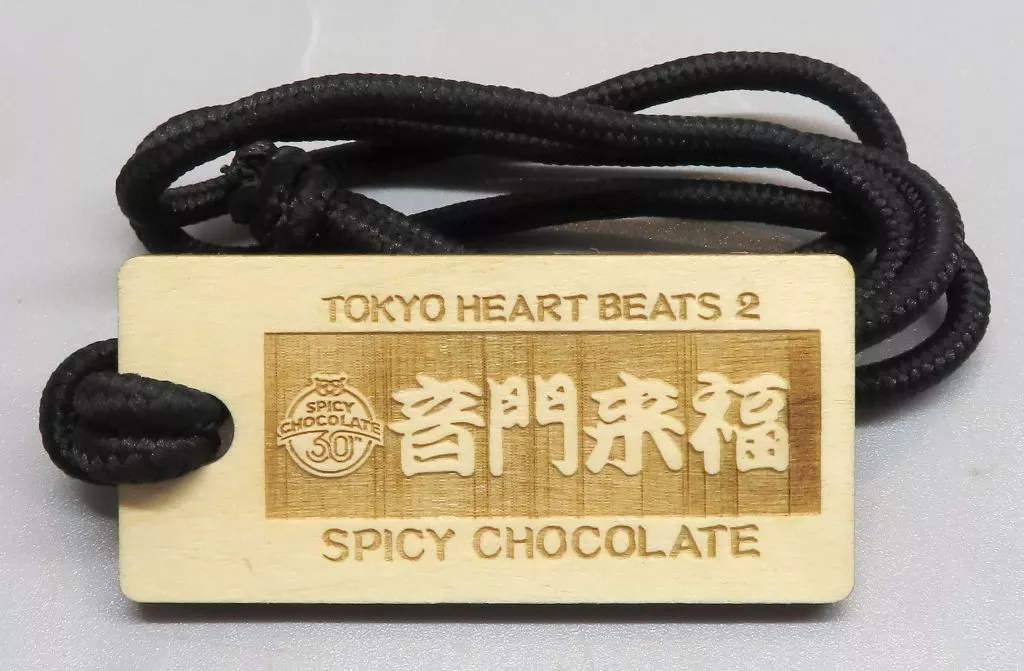 TOKYO HEART BEATS 2
SPICY
CHOCOLATE
30TH
音門来福
SPICY CHOCOLATE